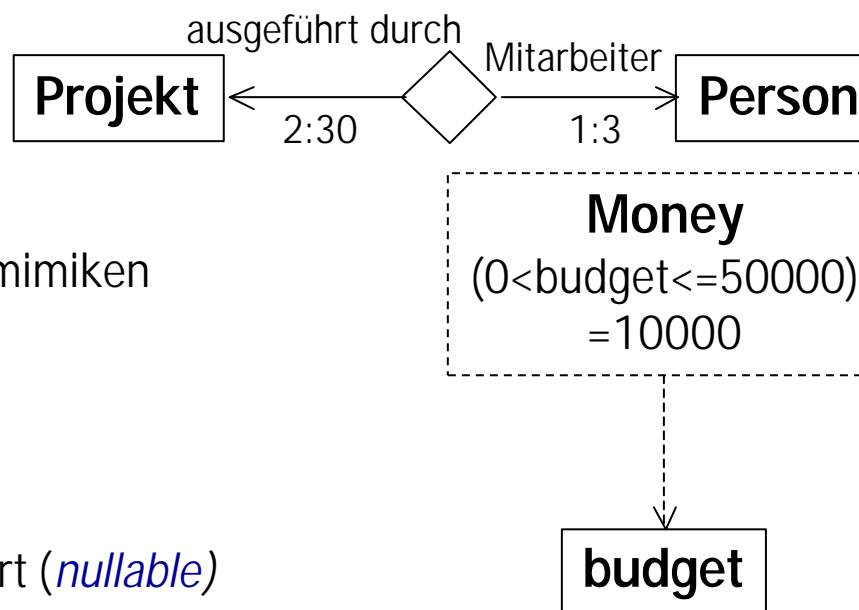 ausgeführt durch
Mitarbeiter
Projekt
Person
2:30
1:3
Money
mimiken
(0<budget<=50000)
=10000
rt (nullable)
budget